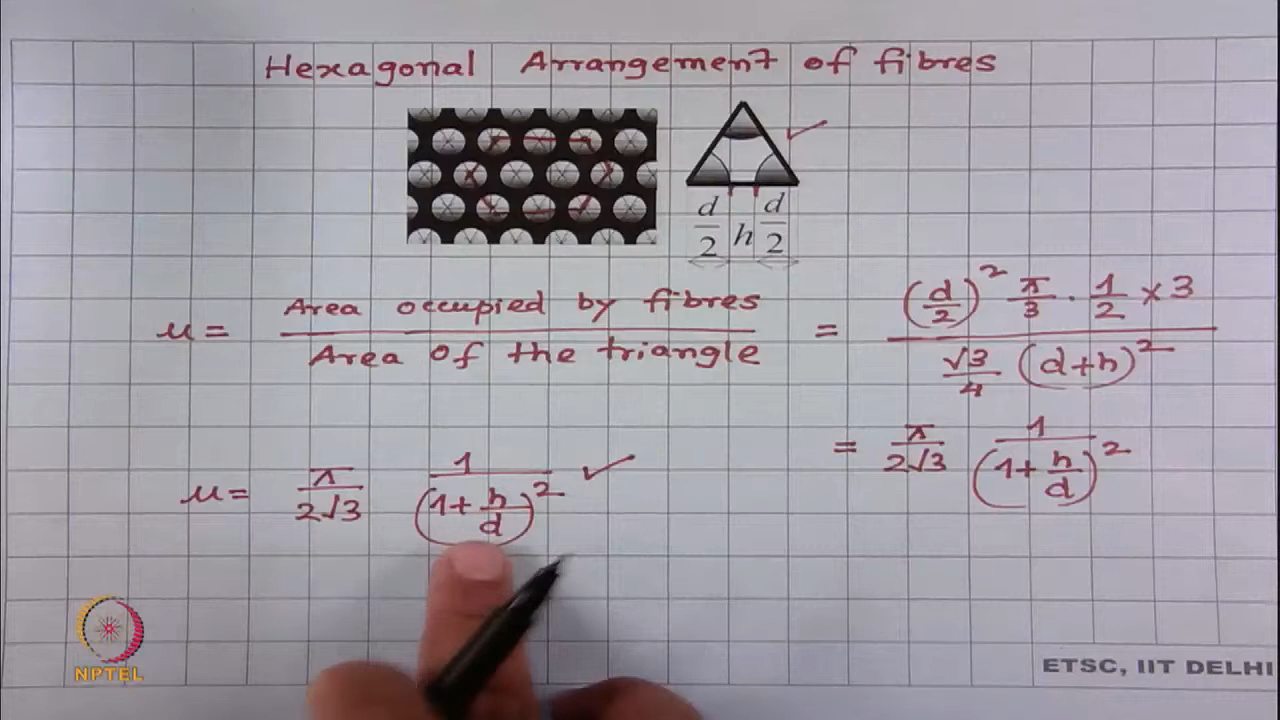 Hexagonal Arrangement of fibres
d/2 h d/2
μ = Area occupied by fibres / Area of the triangle = (d/2)² π/3 · 1/2 × 3 / √3/4 (d+h)²
= π/2√3 1/(1+h/d)²
μ = π/2√3 1/(1+h/d)² ✓
NPTEL
ETSC, IIT DELHI